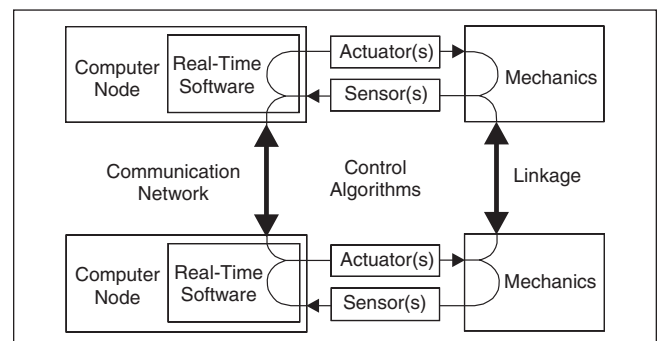 Computer
Node
Real-Time
Software
Actuator(s)
Sensor(s)
Mechanics
Communication
Network
Control
Algorithms
Linkage
Computer
Node
Real-Time
Software
Actuator(s)
Sensor(s)
Mechanics